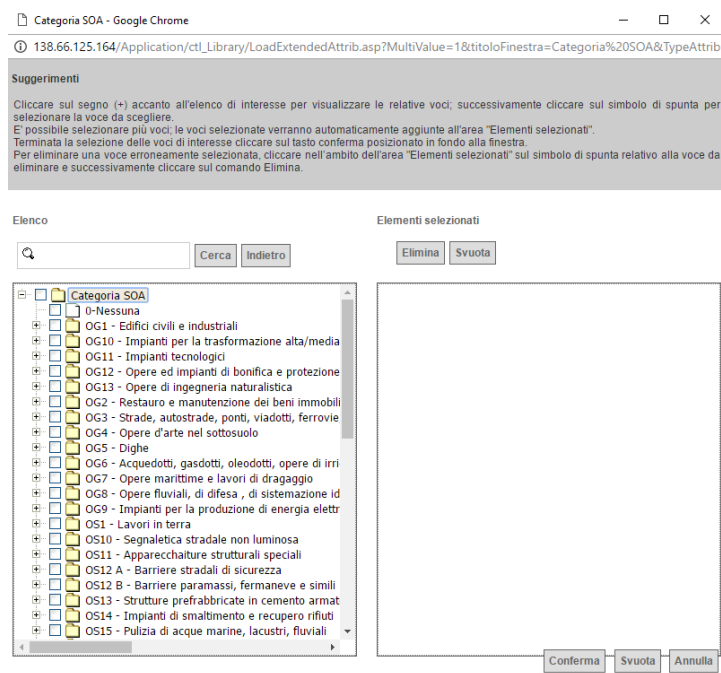 Categoria SOA - Google Chrome
138.66.125.164/Application/ctl_Library/LoadExtendedAttrib.asp?MultiValue=1&titoloFinestra=Categoria%20SOA&TypeAttrib
Suggerimenti
Cliccare sul segno (+) accanto all'elenco di interesse per visualizzare le relative voci; successivamente cliccare sul simbolo di spunta per
selezionare la voce da scegliere.
E' possibile selezionare più voci; le voci selezionate verranno automaticamente aggiunte all'area "Elementi selezionati".
Terminata la selezione delle voci di interesse cliccare sul tasto conferma posizionato in fondo alla finestra.
Per eliminare una voce erroneamente selezionata, cliccare nell'ambito dell'area "Elementi selezionati" sul simbolo di spunta relativo alla voce da
eliminare e successivamente cliccare sul comando Elimina.
Elenco
Elementi selezionati
Cerca
Indietro
Elimina
Svuota
Categoria SOA
0-Nessuna
OG1 - Edifici civili e industriali
OG10 - Impianti per la trasformazione alta/media
OG11 - Impianti tecnologici
OG12 - Opere ed impianti di bonifica e protezione
OG13 - Opere di ingegneria naturalistica
OG2 - Restauro e manutenzione dei beni immobili
OG3 - Strade, autostrade, ponti, viadotti, ferrovie
OG4 - Opere d'arte nel sottosuolo
OG5 - Dighe
OG6 - Acquedotti, gasdotti, oleodotti, opere di irri
OG7 - Opere marittime e lavori di dragaggio
OG8 - Opere fluviali, di difesa , di sistemazione id
OG9 - Impianti per la produzione di energia elettr
OS1 - Lavori in terra
OS10 - Segnaletica stradale non luminosa
OS11 - Apparecchaiture strutturali speciali
OS12 A - Barriere stradali di sicurezza
OS12 B - Barriere paramassi, fermaneve e simili
OS13 - Strutture prefrabbricate in cemento armat
OS14 - Impianti di smaltimento e recupero rifiuti
OS15 - Pulizia di acque marine, lacustri, fluviali
Conferma
Svuota
Annulla